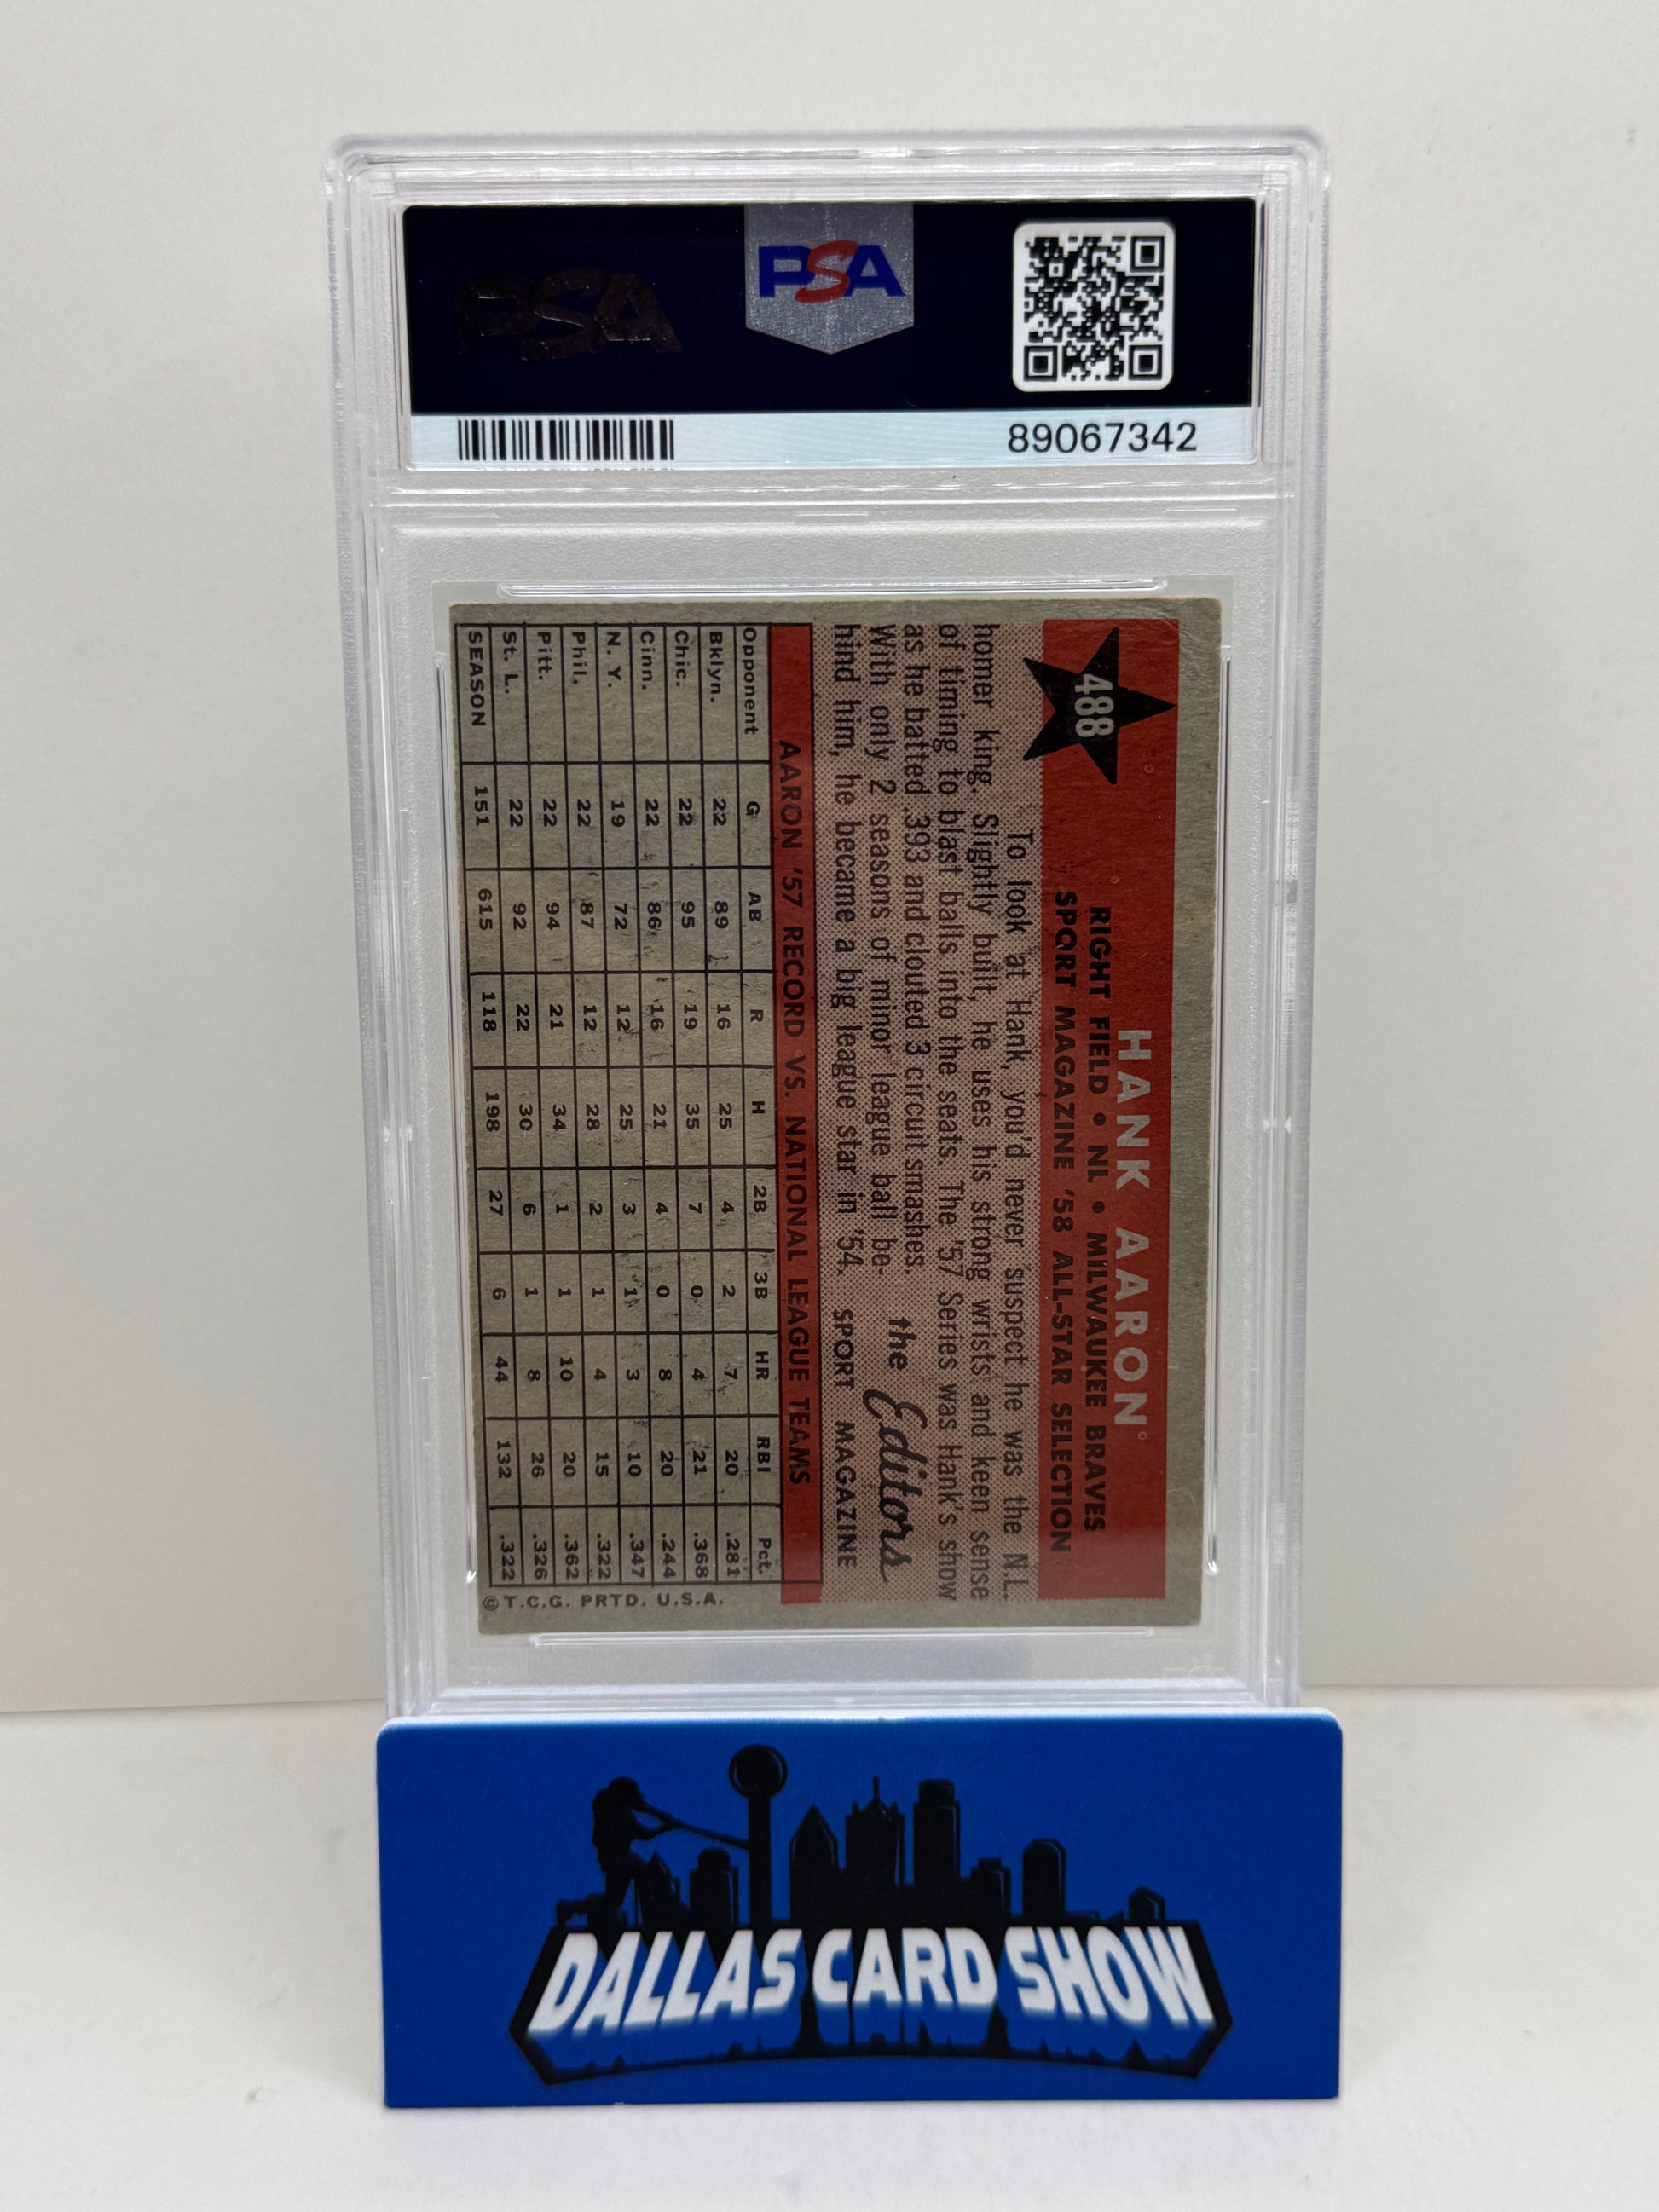 PSA
PSA
89067342
488
HANK AARON
RIGHT FIELD • NL • MILWAUKEE BRAVES
SPORT MAGAZINE '58 ALL-STAR SELECTION
To look at Hank, you'd never suspect he was the N.L.
homer king. Slightly built, he uses his strong wrists and keen sense
of timing to blast balls into the seats. The '57 Series was Hank's show
as he batted .393 and clouted 3 circuit smashes.
With only 2 seasons of minor league ball be-
hind him, he became a big league star in '54.
the Editors
SPORT MAGAZINE
AARON '57 RECORD VS. NATIONAL LEAGUE TEAMS
Opponent G AB R H 2B 3B HR RBI Pct.
Bklyn. 22 89 16 25 4 2 7 20 .281
Chic. 22 95 19 35 7 0 4 21 .368
Cinn. 22 86 16 21 4 0 8 20 .244
N. Y. 19 72 12 25 3 1 3 10 .347
Phil. 22 87 12 28 2 1 4 15 .322
Pitt. 22 94 21 34 1 1 10 20 .362
St. L. 22 92 22 30 6 1 8 26 .326
SEASON 151 615 118 198 27 6 44 132 .322
© T.C.G. PRTD. U.S.A.
DALLAS CARD SHOW